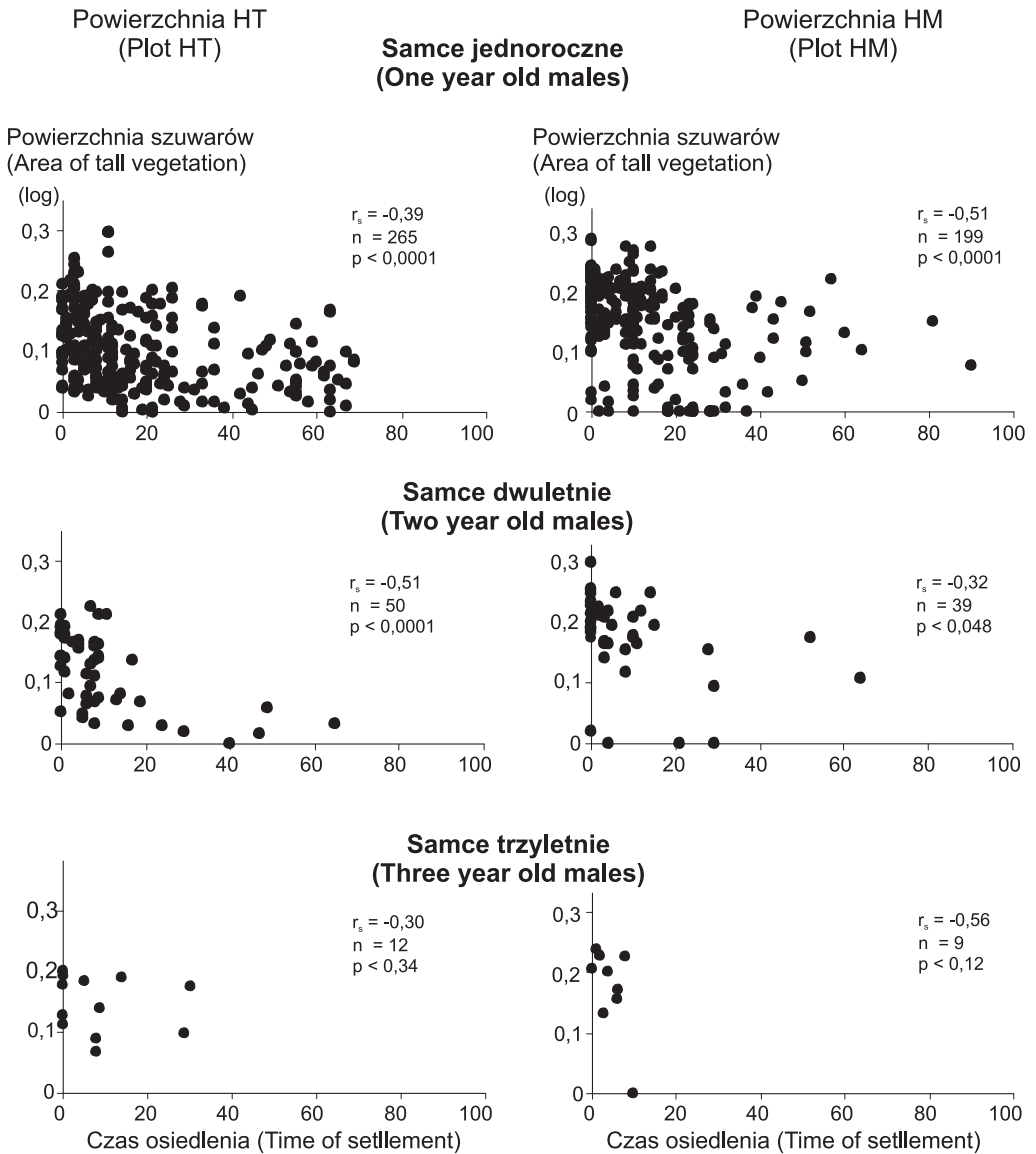 Powierzchnia HT
(Plot HT)
Powierzchnia HM
(Plot HM)
Samce jednoroczne
(One year old males)
Powierzchnia szuwarów
(Area of tall vegetation)
(log)
0,3
0,2
0,1
0
0 20 40 60 80 100
r_s = -0,39
n = 265
p < 0,0001
Powierzchnia szuwarów
(Area of tall vegetation)
(log)
0,3
0,2
0,1
0
0 20 40 60 80 100
r_s = -0,51
n = 199
p < 0,0001
Samce dwuletnie
(Two year old males)
0,3
0,2
0,1
0
0 20 40 60 80 100
r_s = -0,51
n = 50
p < 0,0001
0,3
0,2
0,1
0
0 20 40 60 80 100
r_s = -0,32
n = 39
p < 0,048
Samce trzyletnie
(Three year old males)
0,3
0,2
0,1
0
0 20 40 60 80 100
r_s = -0,30
n = 12
p < 0,34
Czas osiedlenia (Time of setllement)
0,3
0,2
0,1
0
0 20 40 60 80 100
r_s = -0,56
n = 9
p < 0,12
Czas osiedlenia (Time of setllement)